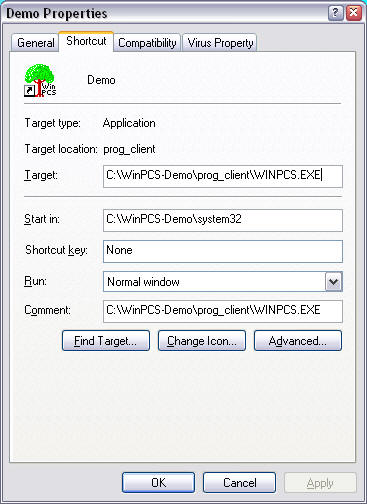 Demo Properties
General Shortcut Compatibility Virus Property
Win
PCS
Demo
Target type: Application
Target location: prog_client
Target: C:\WinPCS-Demo\prog_client\WINPCS.EXE
Start in: C:\WinPCS-Demo\system32
Shortcut key: None
Run: Normal window
Comment: C:\WinPCS-Demo\prog_client\WINPCS.EXE
Find Target... Change Icon... Advanced...
OK Cancel Apply